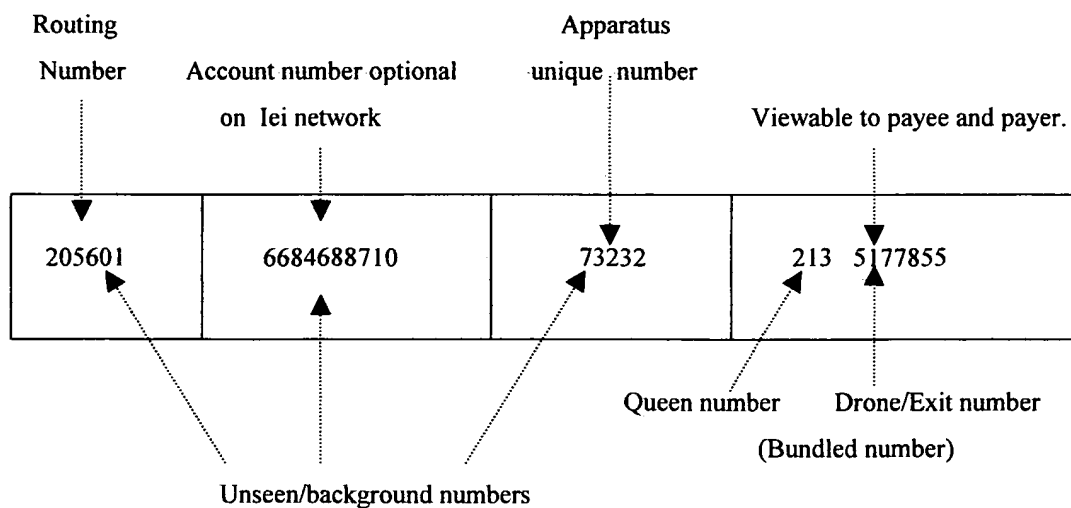 Routing
Number
Account number optional
on Iei network
Apparatus
unique number
Viewable to payee and payer.
205601
6684688710
73232
213 5177855
Queen number
Drone/Exit number
(Bundled number)
Unseen/background numbers